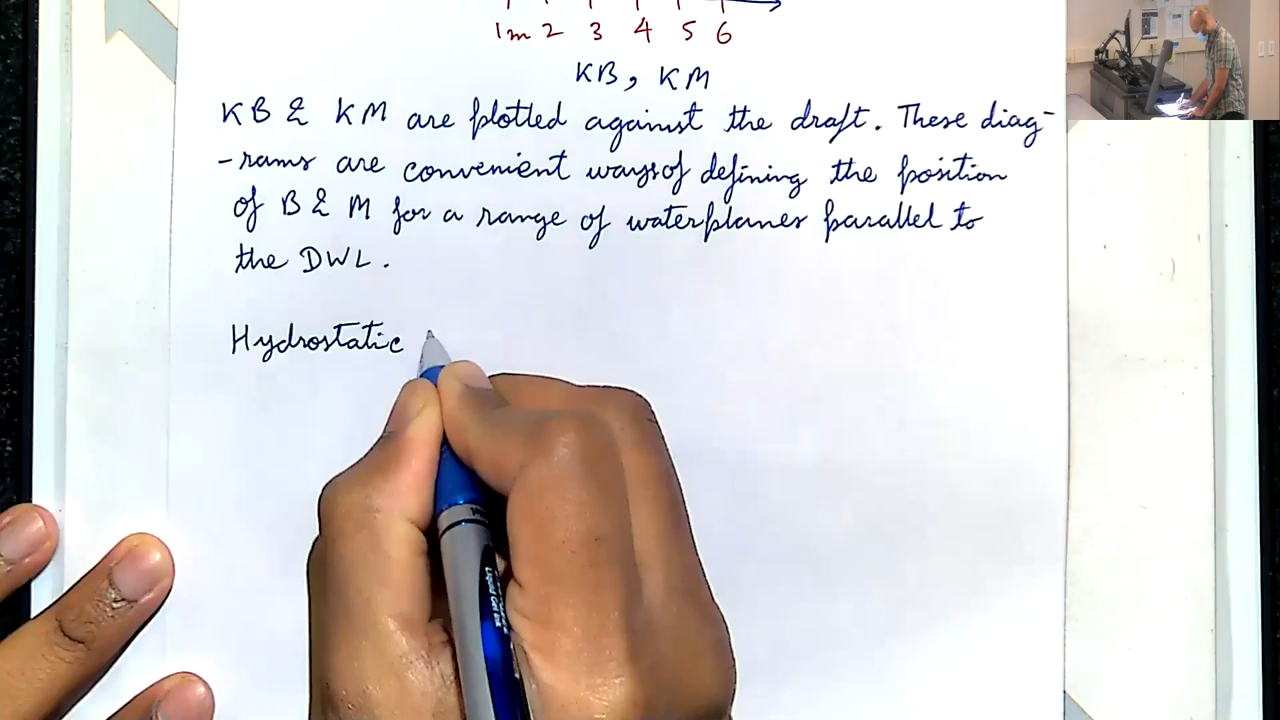 1m 2 3 4 5 6
KB, KM
KB & KM are plotted against the draft. These diag-
-rams are convenient ways of defining the position
of B & M for a range of waterplanes parallel to
the DWL.
Hydrostatic